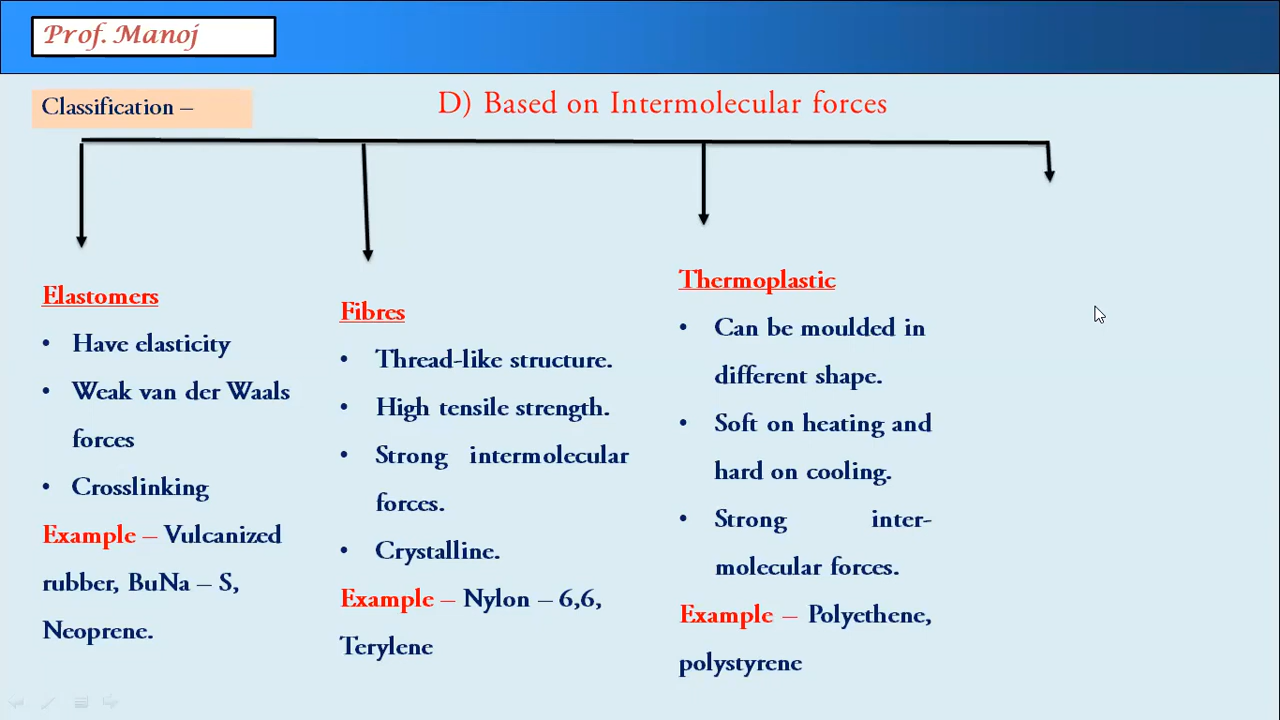 Prof. Manoj
Classification –
D) Based on Intermolecular forces
Elastomers
• Have elasticity
• Weak van der Waals
forces
• Crosslinking
Example – Vulcanized
rubber, BuNa – S,
Neoprene.
Fibres
• Thread-like structure.
• High tensile strength.
• Strong intermolecular
forces.
• Crystalline.
Example – Nylon – 6,6,
Terylene
Thermoplastic
• Can be moulded in
different shape.
• Soft on heating and
hard on cooling.
• Strong inter-
molecular forces.
Example – Polyethene,
polystyrene